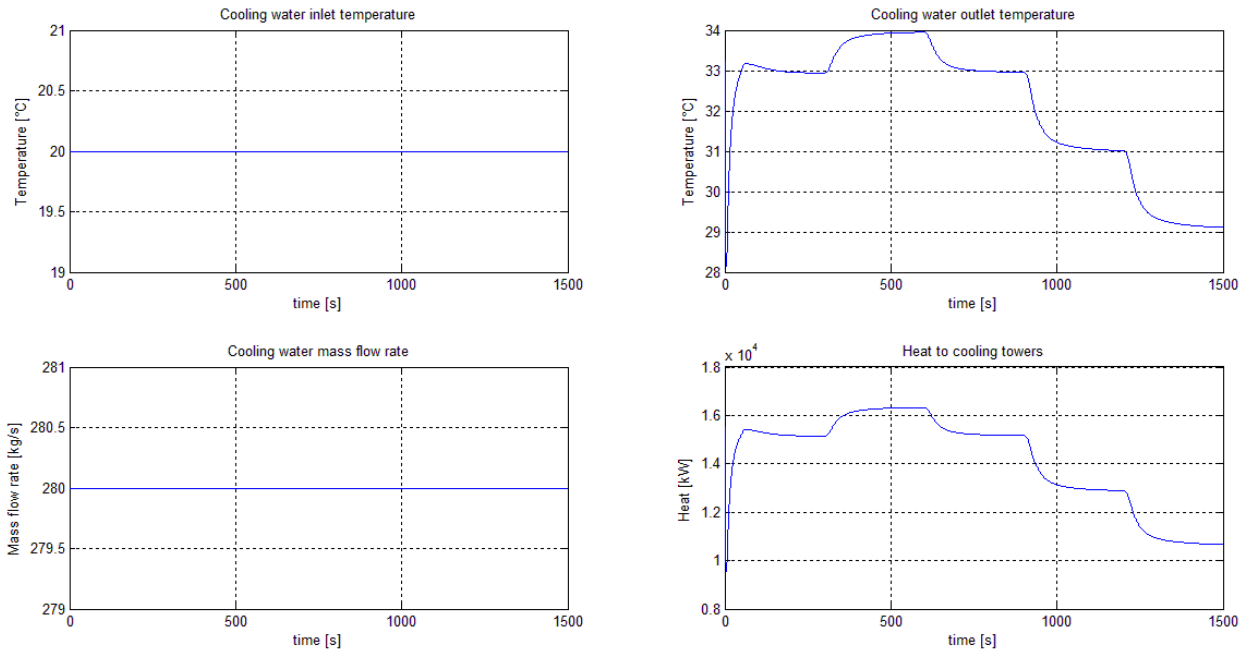 Cooling water inlet temperature
21
20.5
20
19.5
19
Temperature [°C]
0 500 1000 1500
time [s]
Cooling water outlet temperature
34
33
32
31
30
29
28
Temperature [°C]
0 500 1000 1500
time [s]
Cooling water mass flow rate
281
280.5
280
279.5
279
Mass flow rate [kg/s]
0 500 1000 1500
time [s]
Heat to cooling towers
x 10⁴
1.8
1.6
1.4
1.2
1
0.8
Heat [kW]
0 500 1000 1500
time [s]